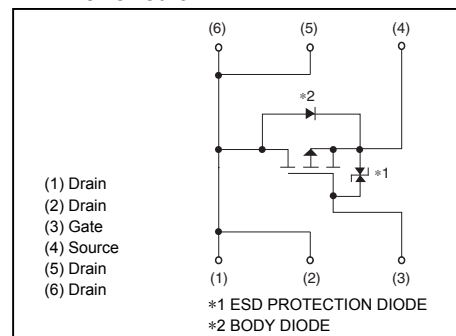 (6) (5) (4)
*2
*1
(1) Drain
(2) Drain
(3) Gate
(4) Source
(5) Drain
(6) Drain
(1) (2) (3)
*1 ESD PROTECTION DIODE
*2 BODY DIODE